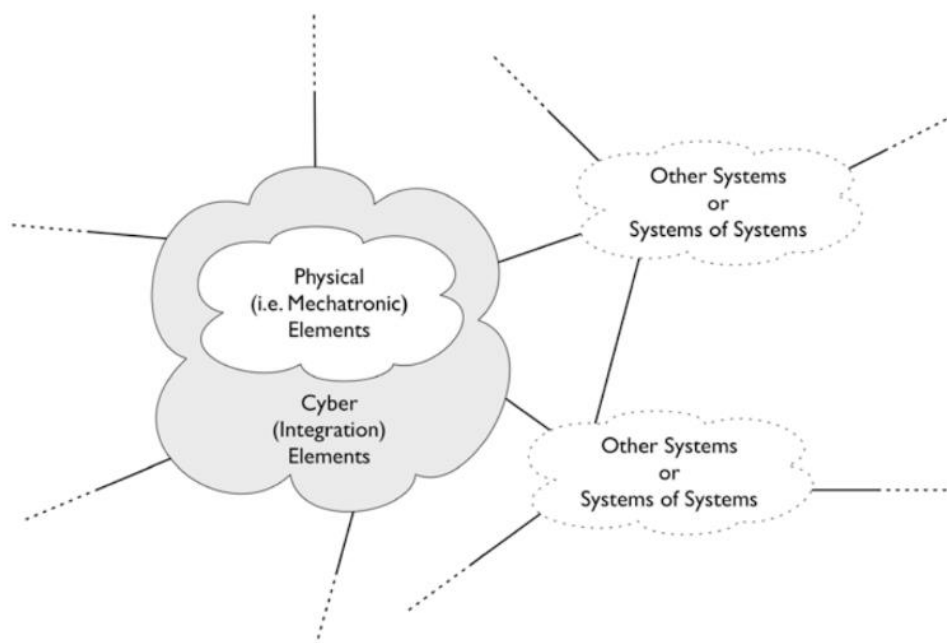 Other Systems
or
Systems of Systems
Physical
(i.e. Mechatronic)
Elements
Cyber
(Integration)
Elements
Other Systems
or
Systems of Systems